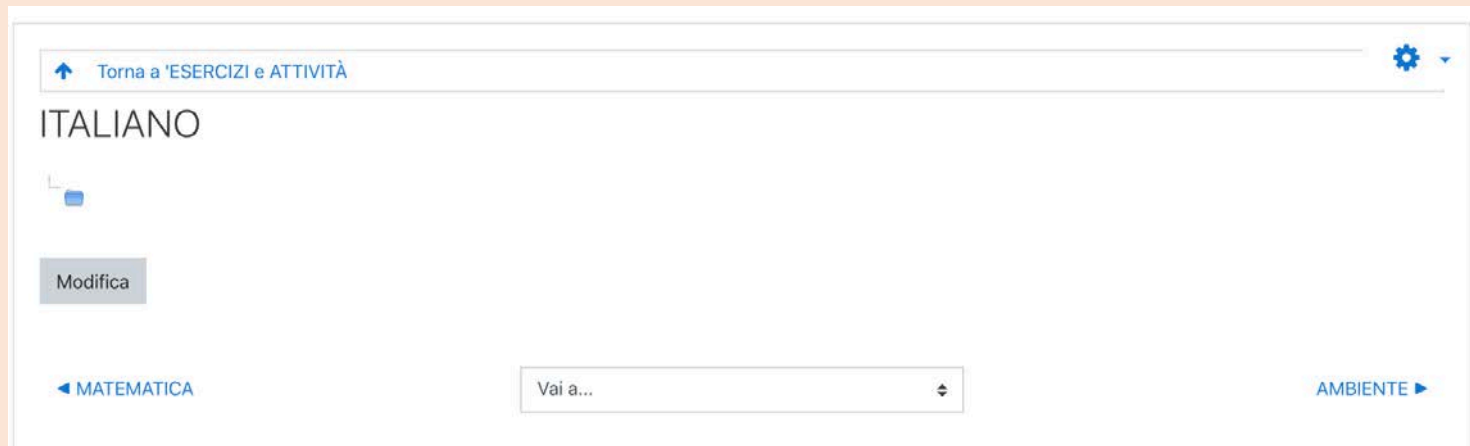 Torna a 'ESERCIZI e ATTIVITÀ
ITALIANO
Modifica
◄ MATEMATICA
Vai a...
AMBIENTE ►